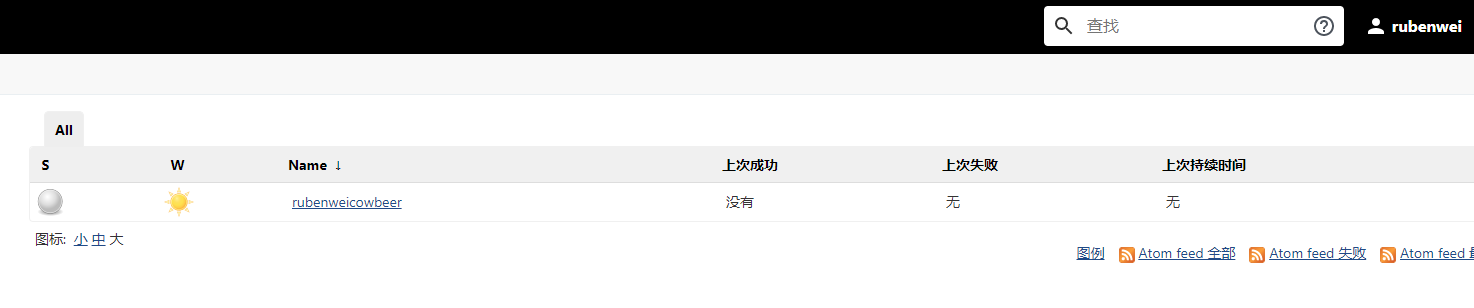 查找 rubenwei
All
S W Name ↓ 上次成功 上次失败 上次持续时间
rubenweicowbeer 没有 无 无
图标: 小 中 大
图例 Atom feed 全部 Atom feed 失败 Atom feed